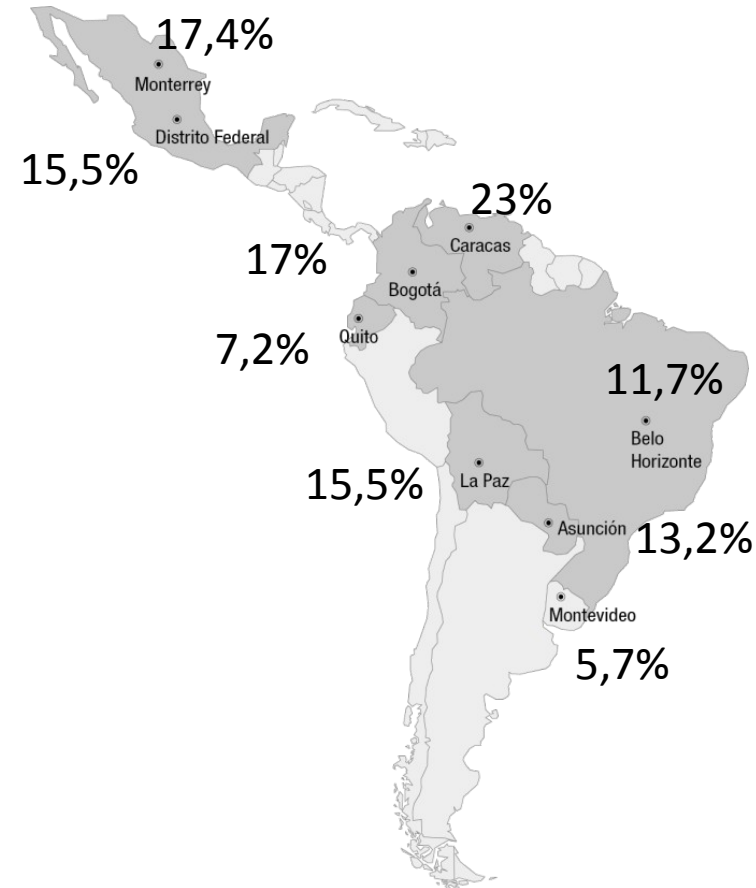 17,4%
Monterrey
Distrito Federal
15,5%
23%
Caracas
17%
Bogotá
Quito
7,2%
11,7%
Belo
Horizonte
La Paz
15,5%
Asunción
13,2%
Montevideo
5,7%